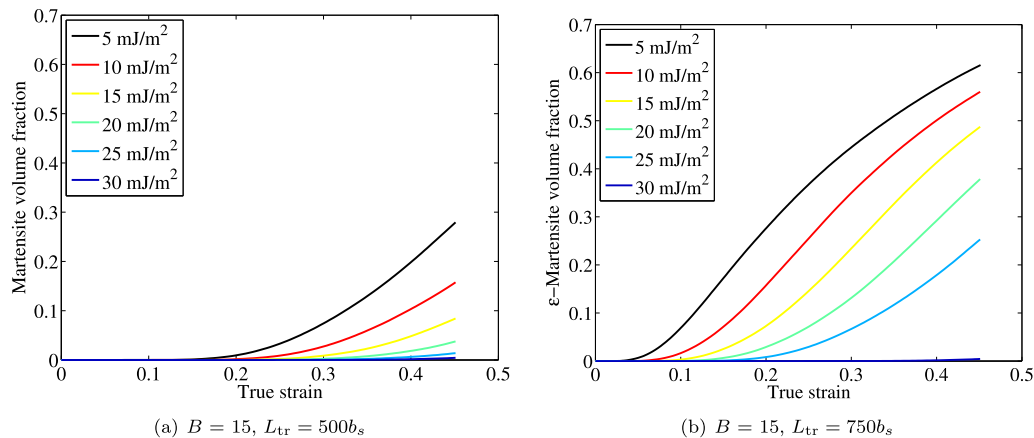 0.7
0.6
0.5
0.4
0.3
0.2
0.1
0
Martensite volume fraction
5 mJ/m²
10 mJ/m²
15 mJ/m²
20 mJ/m²
25 mJ/m²
30 mJ/m²
0 0.1 0.2 0.3 0.4 0.5
True strain
(a) B = 15, Lₜᵣ = 500bₛ
0.7
0.6
0.5
0.4
0.3
0.2
0.1
0
ε−Martensite volume fraction
5 mJ/m²
10 mJ/m²
15 mJ/m²
20 mJ/m²
25 mJ/m²
30 mJ/m²
0 0.1 0.2 0.3 0.4 0.5
True strain
(b) B = 15, Lₜᵣ = 750bₛ